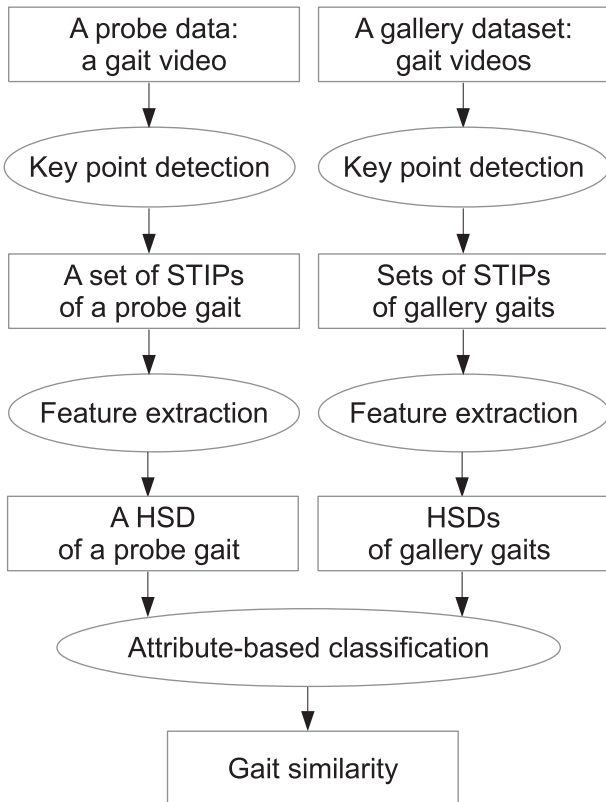 A probe data:
a gait video
A gallery dataset:
gait videos
Key point detection
Key point detection
A set of STIPs
of a probe gait
Sets of STIPs
of gallery gaits
Feature extraction
Feature extraction
A HSD
of a probe gait
HSDs
of gallery gaits
Attribute-based classification
Gait similarity